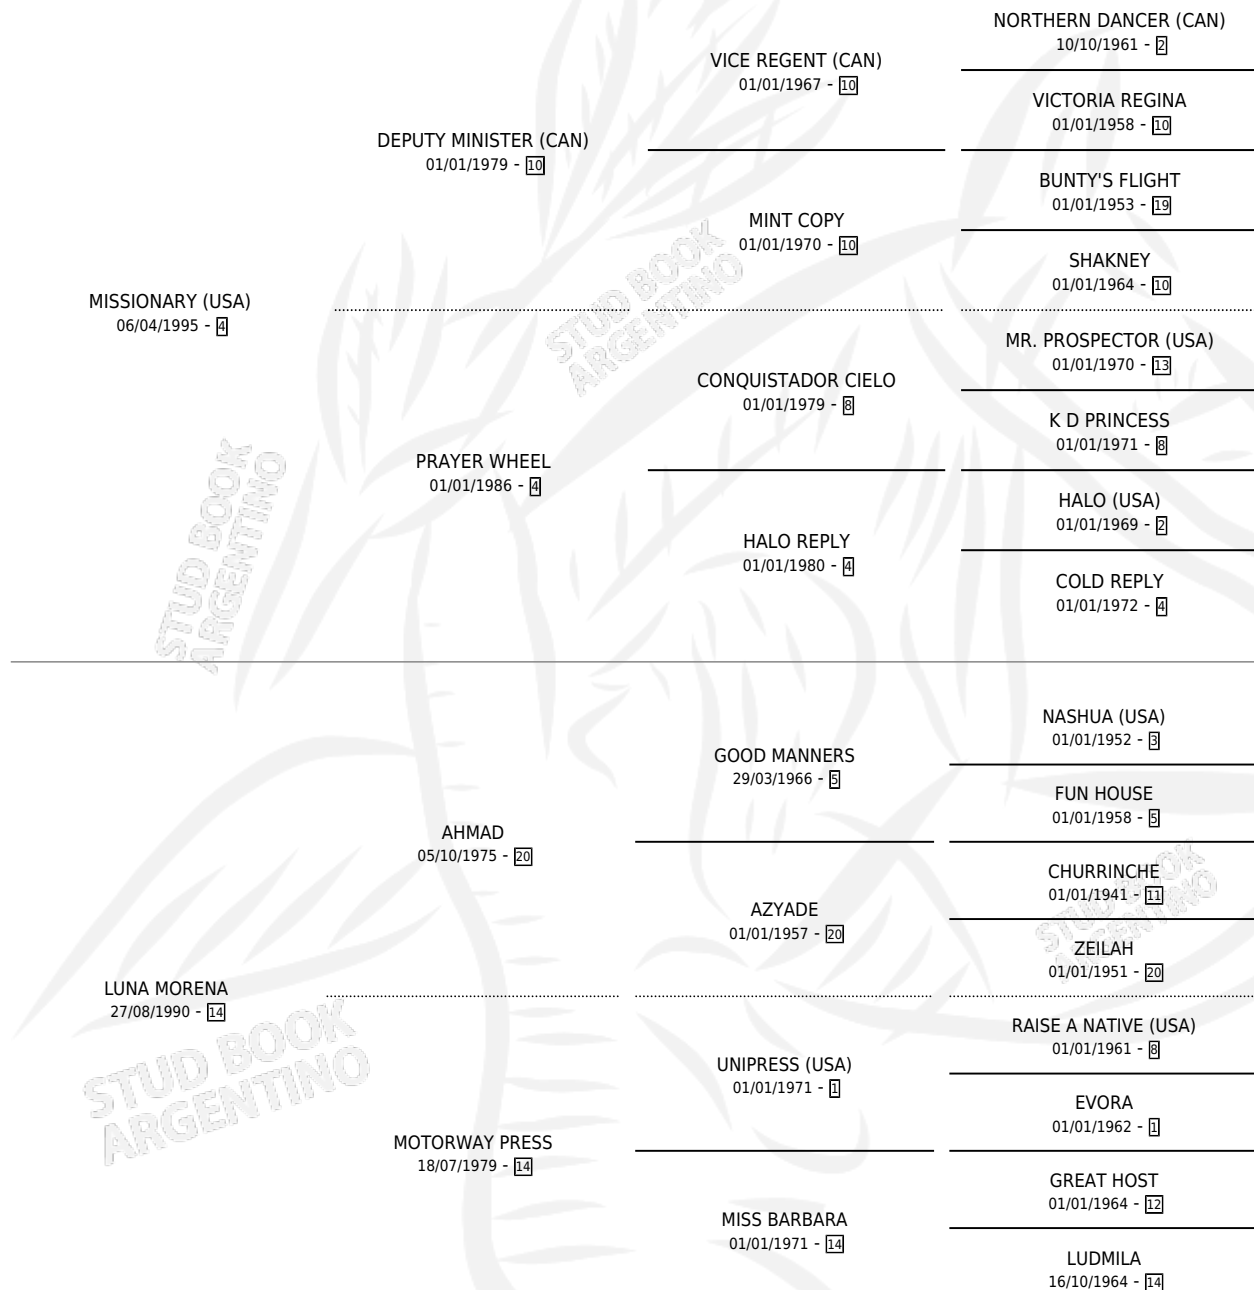 NORTHERN DANCER (CAN)
10/10/1961 - 2
VICE REGENT (CAN)
01/01/1967 - 10
VICTORIA REGINA
01/01/1958 - 10
DEPUTY MINISTER (CAN)
01/01/1979 - 10
BUNTY'S FLIGHT
01/01/1953 - 19
MINT COPY
01/01/1970 - 10
SHAKNEY
01/01/1964 - 10
MISSIONARY (USA)
06/04/1995 - 4
MR. PROSPECTOR (USA)
01/01/1970 - 13
CONQUISTADOR CIELO
01/01/1979 - 8
K D PRINCESS
01/01/1971 - 8
PRAYER WHEEL
01/01/1986 - 4
HALO (USA)
01/01/1969 - 2
HALO REPLY
01/01/1980 - 4
COLD REPLY
01/01/1972 - 4
NASHUA (USA)
01/01/1952 - 3
GOOD MANNERS
29/03/1966 - 5
FUN HOUSE
01/01/1958 - 5
AHMAD
05/10/1975 - 20
CHURRINCHE
01/01/1941 - 11
AZYADE
01/01/1957 - 20
ZEILAH
01/01/1951 - 20
LUNA MORENA
27/08/1990 - 14
RAISE A NATIVE (USA)
01/01/1961 - 8
UNIPRESS (USA)
01/01/1971 - 1
EVORA
01/01/1962 - 1
MOTORWAY PRESS
18/07/1979 - 14
GREAT HOST
01/01/1964 - 12
MISS BARBARA
01/01/1971 - 14
LUDMILA
16/10/1964 - 14
STUD BOOK
ARGENTINO
STUD BOOK
ARGENTINO
STUD BOOK
ARGENTINO
STUD BOOK
ARGENTINO